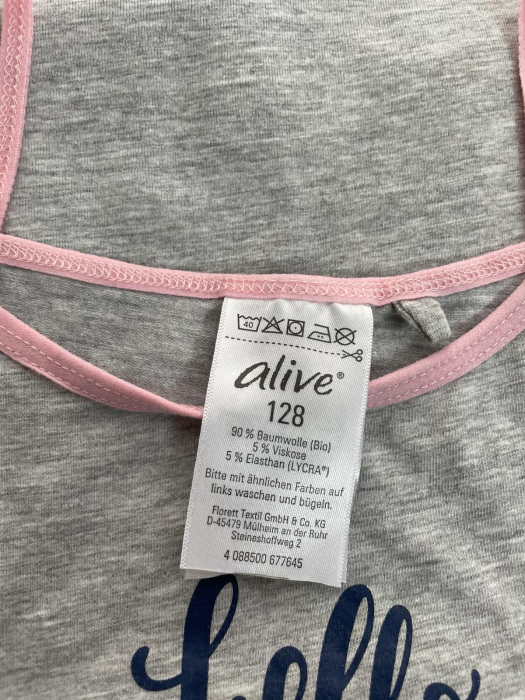 40
alive®
128
90 % Baumwolle (Bio)
5 % Viskose
5 % Elasthan (LYCRA®)
Bitte mit ähnlichen Farben auf
links waschen und bügeln.
Florett Textil GmbH & Co. KG
D-45479 Mülheim an der Ruhr
Steineshoffweg 2
4 088500 677645
hello